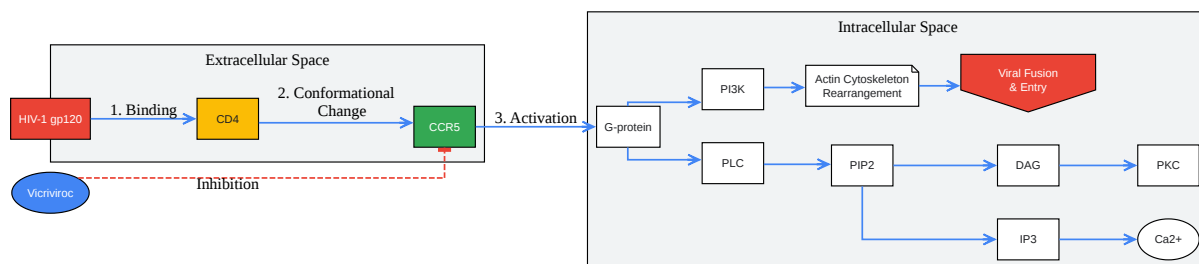 Extracellular Space
HIV-1 gp120
1. Binding
CD4
2. Conformational
Change
CCR5
3. Activation
Vicriviroc
Inhibition
Intracellular Space
G-protein
PI3K
Actin Cytoskeleton
Rearrangement
Viral Fusion
& Entry
PLC
PIP2
DAG
PKC
IP3
Ca2+